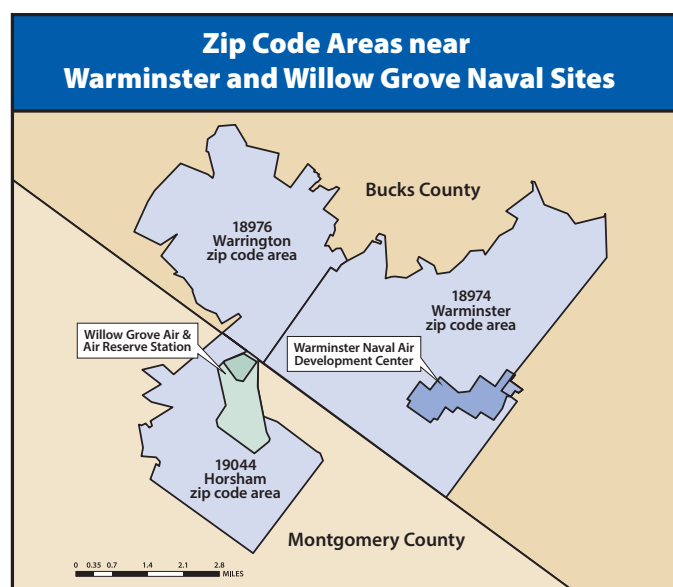 Zip Code Areas near
Warminster and Willow Grove Naval Sites
Bucks County
18976
Warrington
zip code area
18974
Warminster
zip code area
Willow Grove Air &
Air Reserve Station
Warminster Naval Air
Development Center
19044
Horsham
zip code area
Montgomery County
0 0.35 0.7 1.4 2.1 2.8
MILES